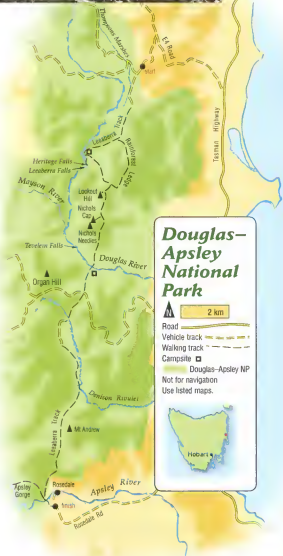 Thompsons Marshes
E4 Road
start
Leeaberra Track
Rainforest
Ledge
Tasman Highway
Heritage Falls
Leeaberra Falls
Lookout
Hill
Nichols
Cap
Nichols
Needles
Tevelein Falls
Douglas River
Organ Hill
Denison Rivulet
Leeaberra Track
Mt Andrew
Apsley
Gorge
Rosedale
Apsley River
finish
Rosedale Rd
Douglas–
Apsley
National
Park
N
2 km
Road
Vehicle track
Walking track
Campsite
Douglas–Apsley NP
Not for navigation
Use listed maps.
Hobart